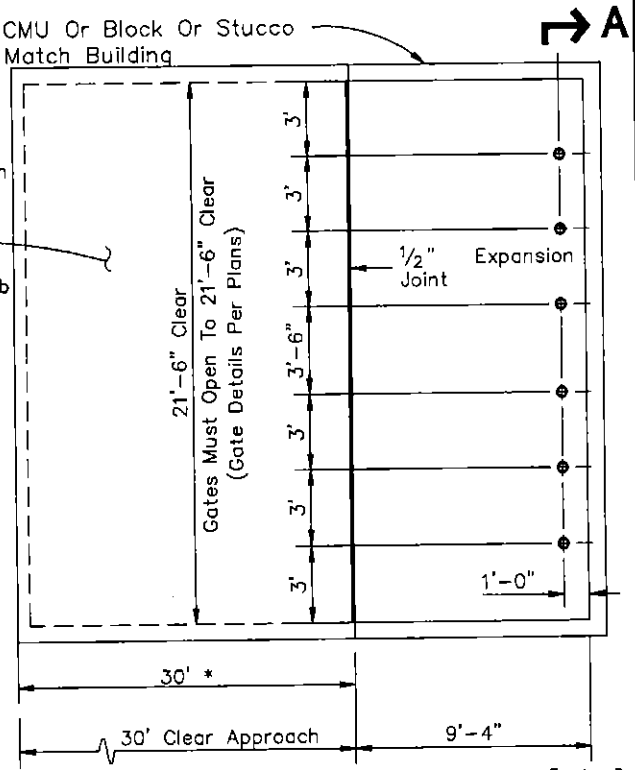 CMU Or Block Or Stucco
Match Building
A
21'-6" Clear
Gates Must Open To 21'-6" Clear
(Gate Details Per Plans)
3'
3'
3'
3'-6"
3'
3'
3'
1/2" Expansion
Joint
1'-0"
30' *
30' Clear Approach
9'-4"